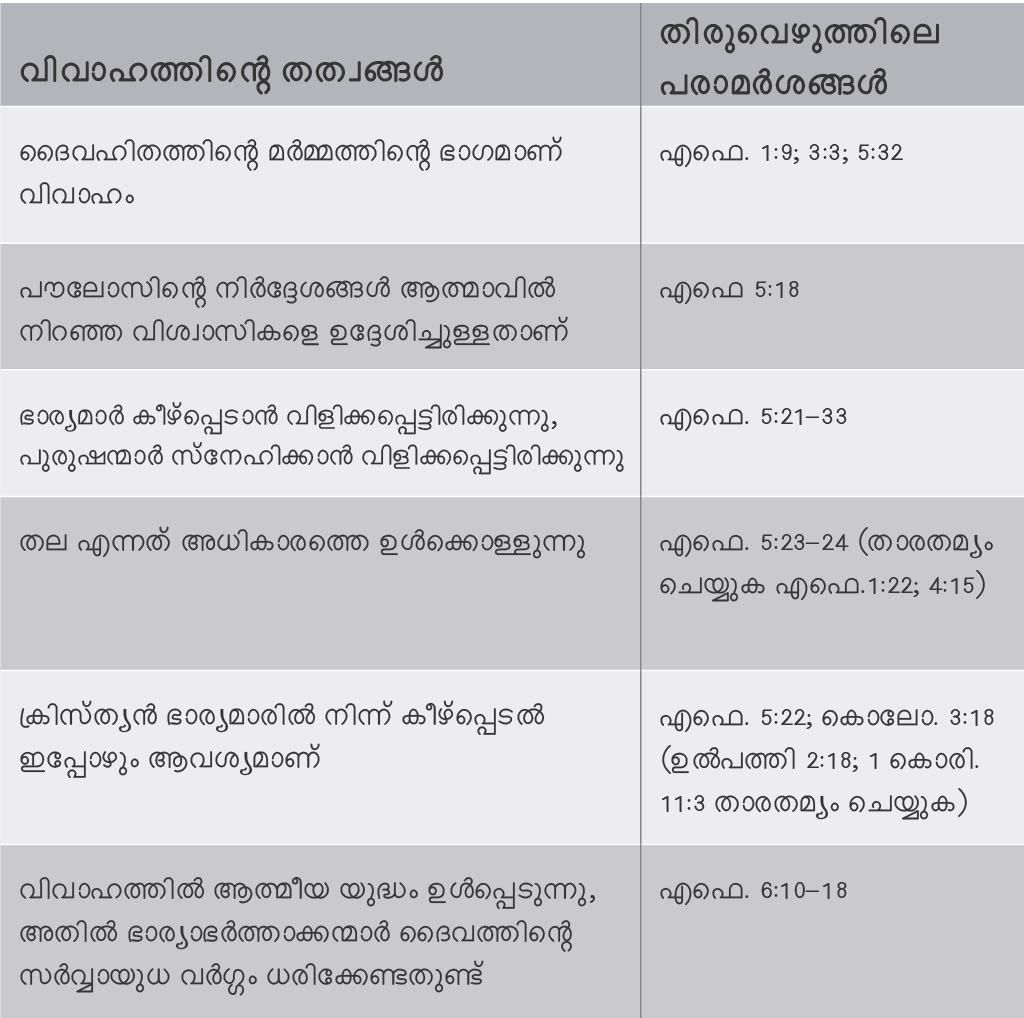 വിവാഹത്തിന്റെ തത്വങ്ങൾ
തിരുവെഴുത്തിലെ
പരാമർശങ്ങൾ
ദൈവഹിതത്തിന്റെ മർമ്മത്തിന്റെ ഭാഗമാണ്
വിവാഹം
എഫെ. 1:9; 3:3; 5:32
പൗലോസിന്റെ നിർദ്ദേശങ്ങൾ ആത്മാവിൽ
നിറഞ്ഞ വിശ്വാസികളെ ഉദ്ദേശിച്ചുള്ളതാണ്
എഫെ 5:18
ഭാര്യമാർ കീഴ്പ്പെടാൻ വിളിക്കപ്പെട്ടിരിക്കുന്നു,
പുരുഷന്മാർ സ്നേഹിക്കാൻ വിളിക്കപ്പെട്ടിരിക്കുന്നു
എഫെ. 5:21–33
തല എന്നത് അധികാരത്തെ ഉൾക്കൊള്ളുന്നു
എഫെ. 5:23–24 (താരതമ്യം
ചെയ്യുക എഫെ.1:22; 4:15)
ക്രിസ്ത്യൻ ഭാര്യമാരിൽ നിന്ന് കീഴ്പ്പെടൽ
ഇപ്പോഴും ആവശ്യമാണ്
എഫെ. 5:22; കൊലോ. 3:18
(ഉൽപത്തി 2:18; 1 കൊരി.
11:3 താരതമ്യം ചെയ്യുക)
വിവാഹത്തിൽ ആത്മീയ യുദ്ധം ഉൾപ്പെടുന്നു,
അതിൽ ഭാര്യാഭർത്താക്കന്മാർ ദൈവത്തിന്റെ
സർവ്വായുധ വർഗ്ഗം ധരിക്കേണ്ടതുണ്ട്
എഫെ. 6:10–18